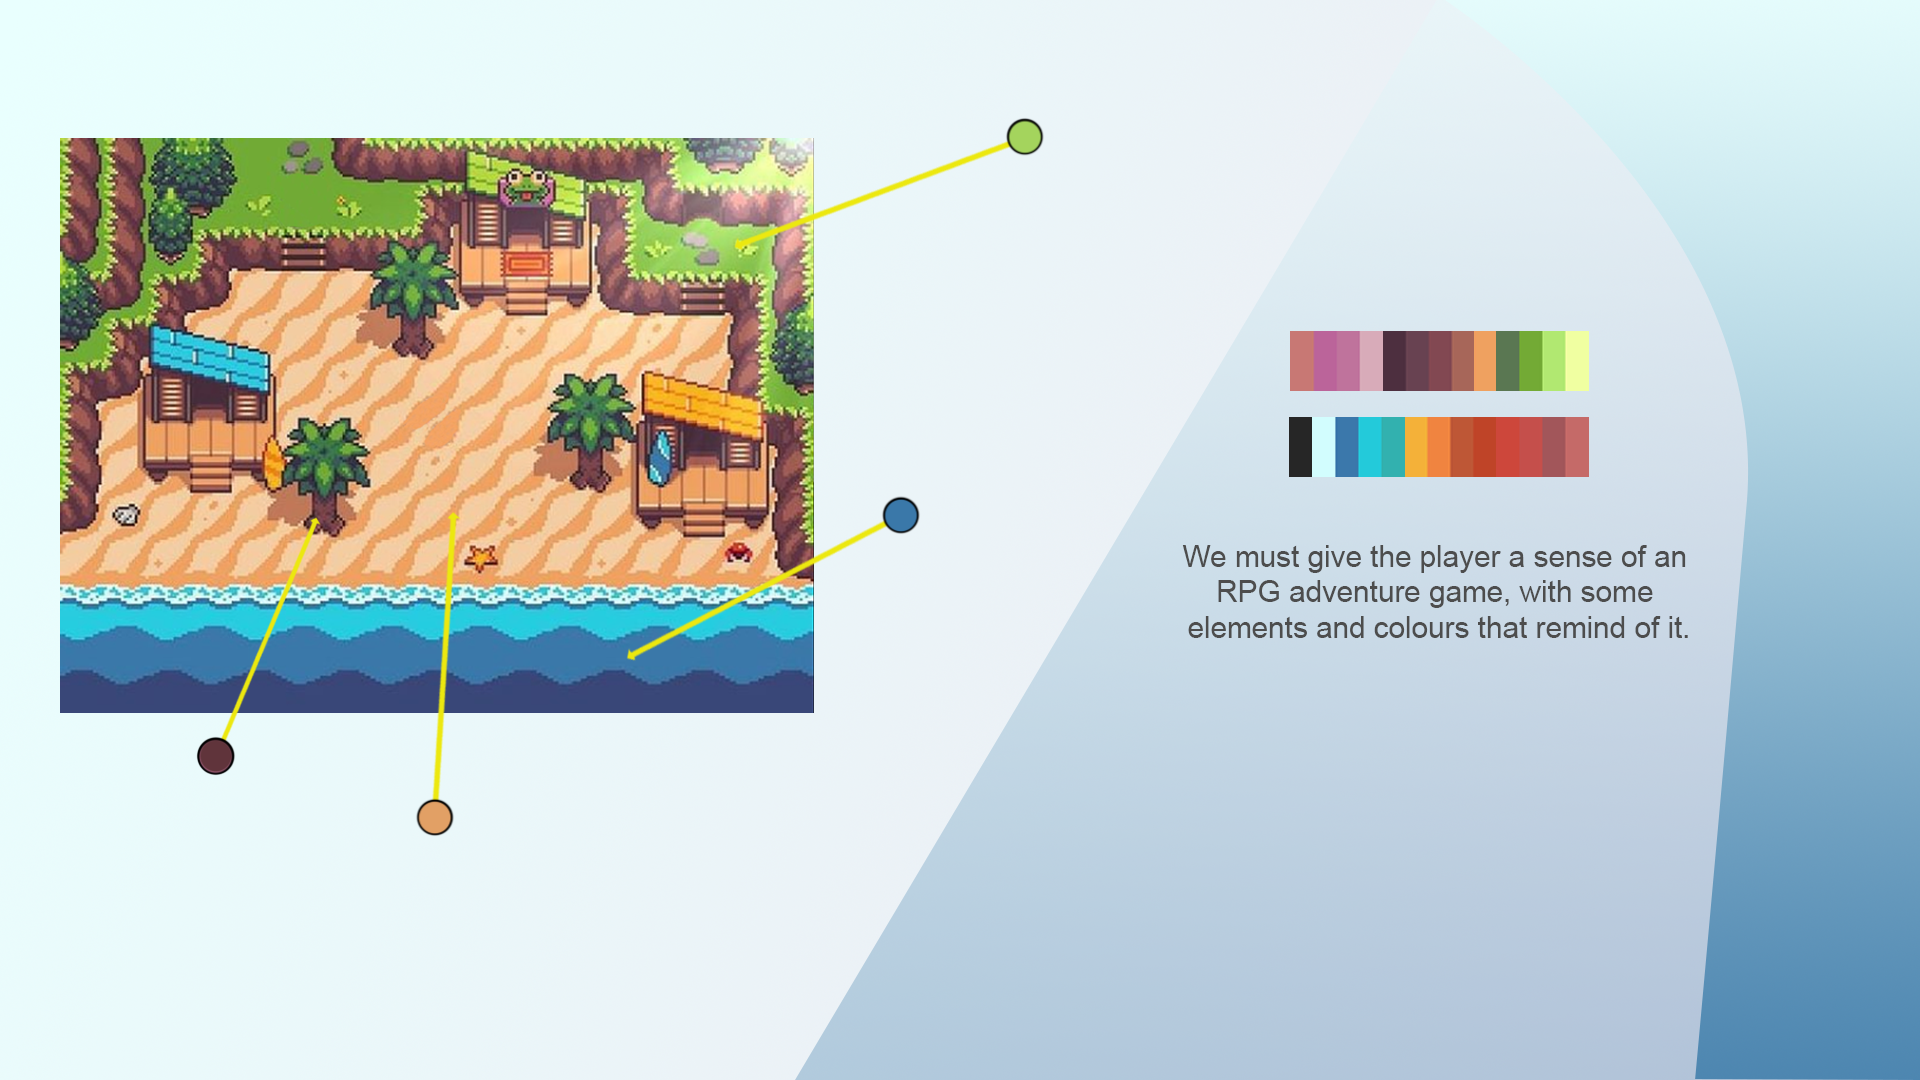 We must give the player a sense of an
RPG adventure game, with some
elements and colours that remind of it.